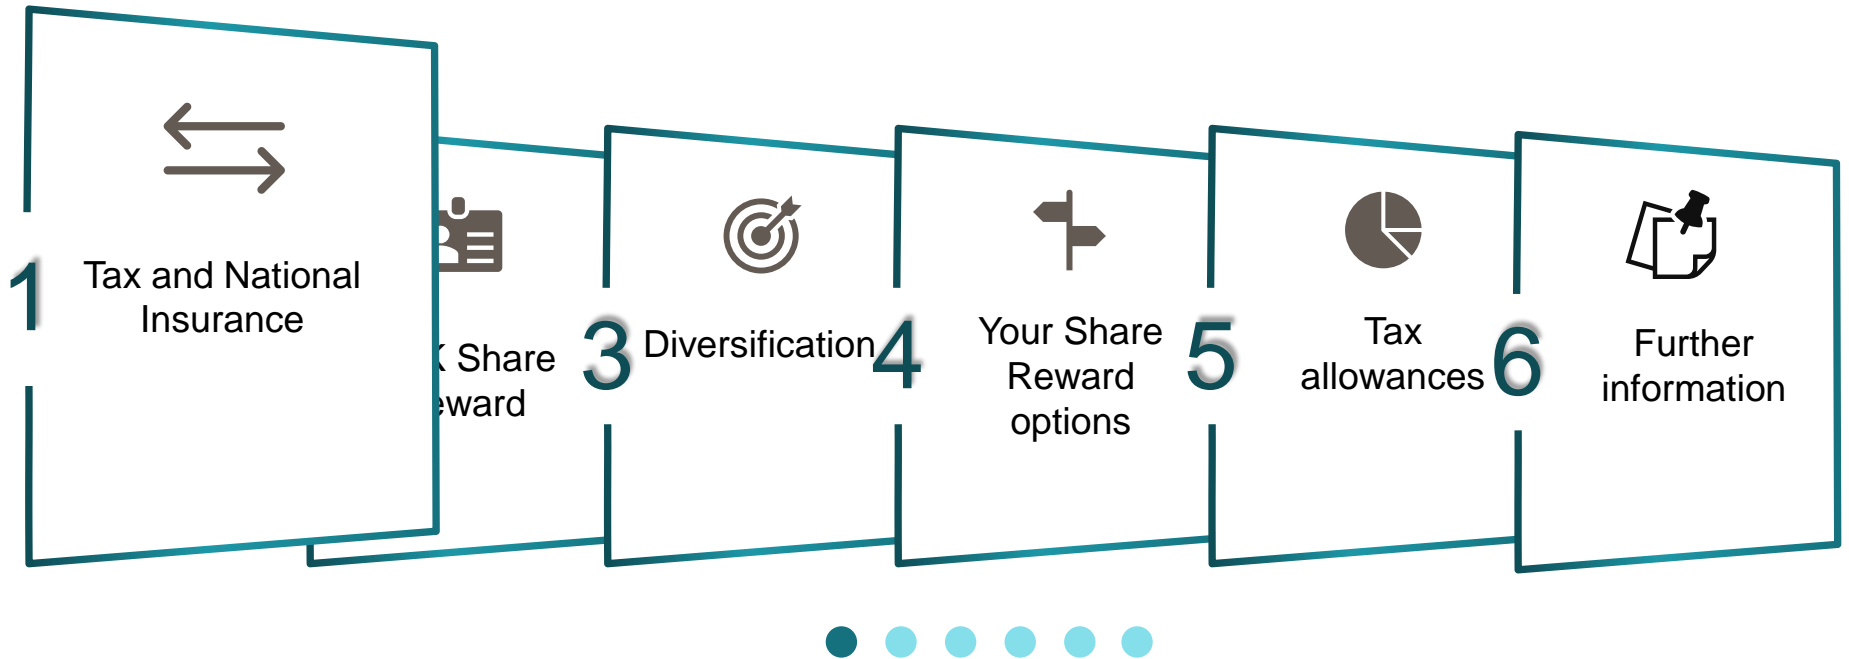 1
Tax and National
Insurance
Share
3
Diversification
4
Your Share
Reward
options
5
Tax
allowances
6
Further
information